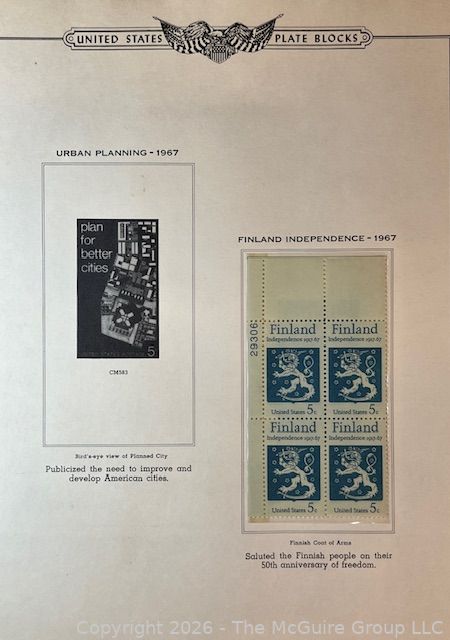 UNITED STATES PLATE BLOCKS
URBAN PLANNING - 1967
plan
for
better
cities
UNITED STATES POSTAGE 5
CM583
Bird's-eye view of Planned City
Publicized the need to improve and
develop American cities.
FINLAND INDEPENDENCE - 1967
29306
Finland
Independence 1917-67
United States 5c
Finland
Independence 1917-67
United States 5c
Finland
Independence 1917-67
United States 5c
Finland
Independence 1917-67
United States 5c
Finnish Coat of Arms
Saluted the Finnish people on their
50th anniversary of freedom.
Copyright 2026 - The McGuire Group LLC